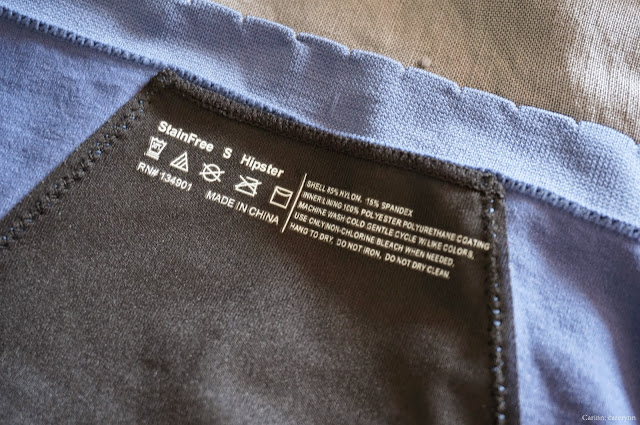 StainFree S Hipster
RN# 134901 MADE IN CHINA
SHELL 85% NYLON, 15% SPANDEX
INNER LINING 100% POLYESTER POLYURETHANE COATING
MACHINE WASH COLD GENTLE CYCLE W/ LIKE COLORS,
USE ONLY NON-CHLORINE BLEACH WHEN NEEDED.
HANG TO DRY, DO NOT IRON, DO NOT DRY CLEAN.